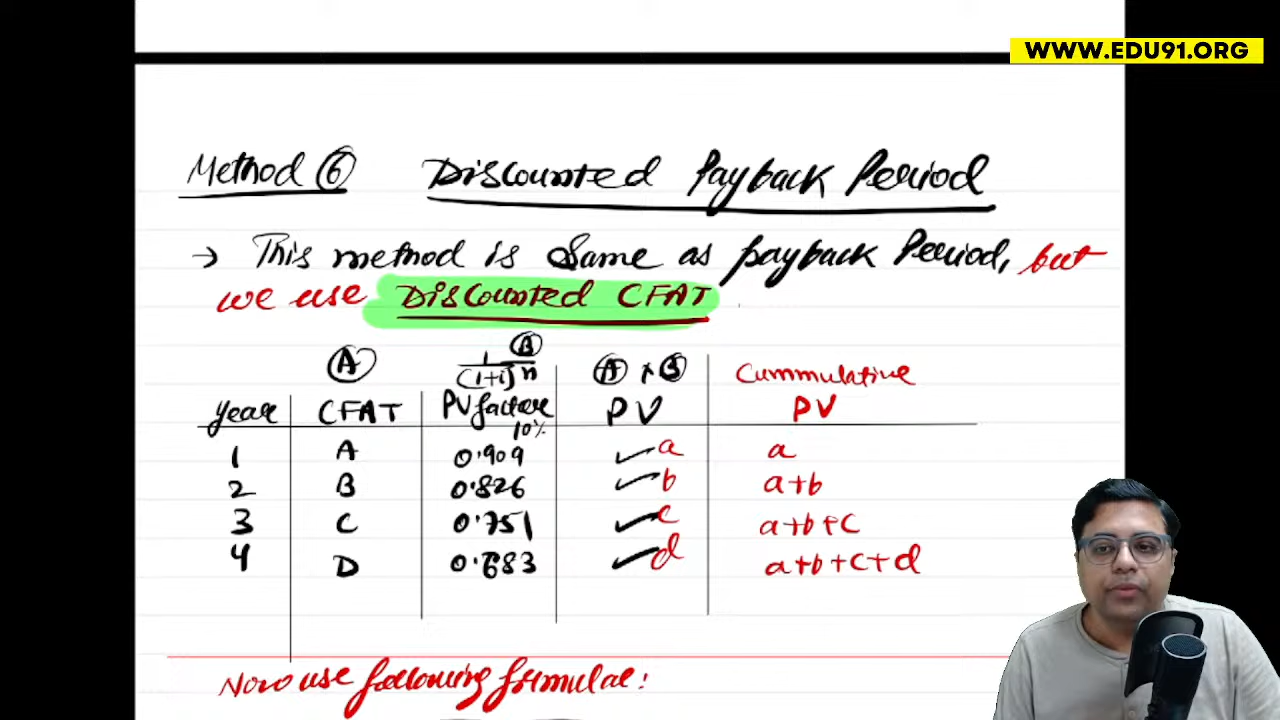 WWW.EDU91.ORG
Method 6 Discounted Payback Period
→ This method is Same as payback Period, but
we use Discounted CFAT
A 1/(1+i)^n B A x B Cummulative
Year CFAT PV factor PV PV
10%
1 A 0.909 ✓ a a
2 B 0.826 ✓ b a+b
3 C 0.751 ✓ c a+b+c
4 D 0.683 ✓ d a+b+c+d
Now use following formulae: